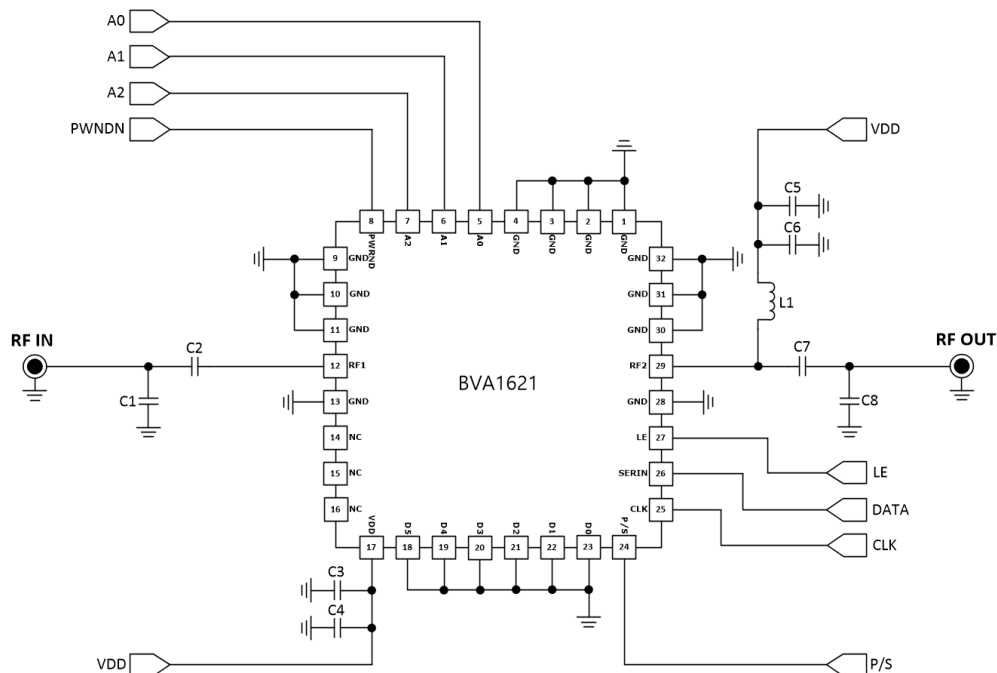 A0
A1
A2
PWNDN
VDD
C5
C6
8 7 6 5 4 3 2 1
PWRND A2 A1 A0 GND GND GND GND
9 GND
GND 32
10 GND
GND 31
L1
11 GND
GND 30
RF IN
C2
12 RF1
BVA1621
RF2 29
C7
RF OUT
C1
13 GND
GND 28
C8
14 NC
LE 27
LE
15 NC
SERIN 26
DATA
16 NC
CLK 25
CLK
VDD D5 D4 D3 D2 D1 D0 P/S
17 18 19 20 21 22 23 24
C3
C4
VDD
P/S